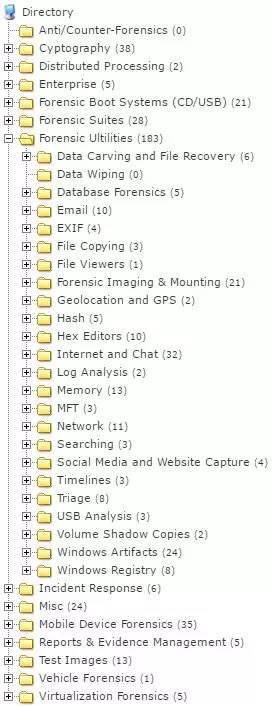 Directory
Anti/Counter-Forensics (0)
Cyptography (38)
Distributed Processing (2)
Enterprise (5)
Forensic Boot Systems (CD/USB) (21)
Forensic Suites (28)
Forensic Ultilities (183)
Data Carving and File Recovery (6)
Data Wiping (0)
Database Forensics (5)
Email (10)
EXIF (4)
File Copying (3)
File Viewers (1)
Forensic Imaging & Mounting (21)
Geolocation and GPS (2)
Hash (5)
Hex Editors (10)
Internet and Chat (32)
Log Analysis (2)
Memory (13)
MFT (3)
Network (11)
Searching (3)
Social Media and Website Capture (4)
Timelines (3)
Triage (8)
USB Analysis (3)
Volume Shadow Copies (2)
Windows Artifacts (24)
Windows Registry (8)
Incident Response (6)
Misc (24)
Mobile Device Forensics (35)
Reports & Evidence Management (5)
Test Images (13)
Vehicle Forensics (1)
Virtualization Forensics (5)